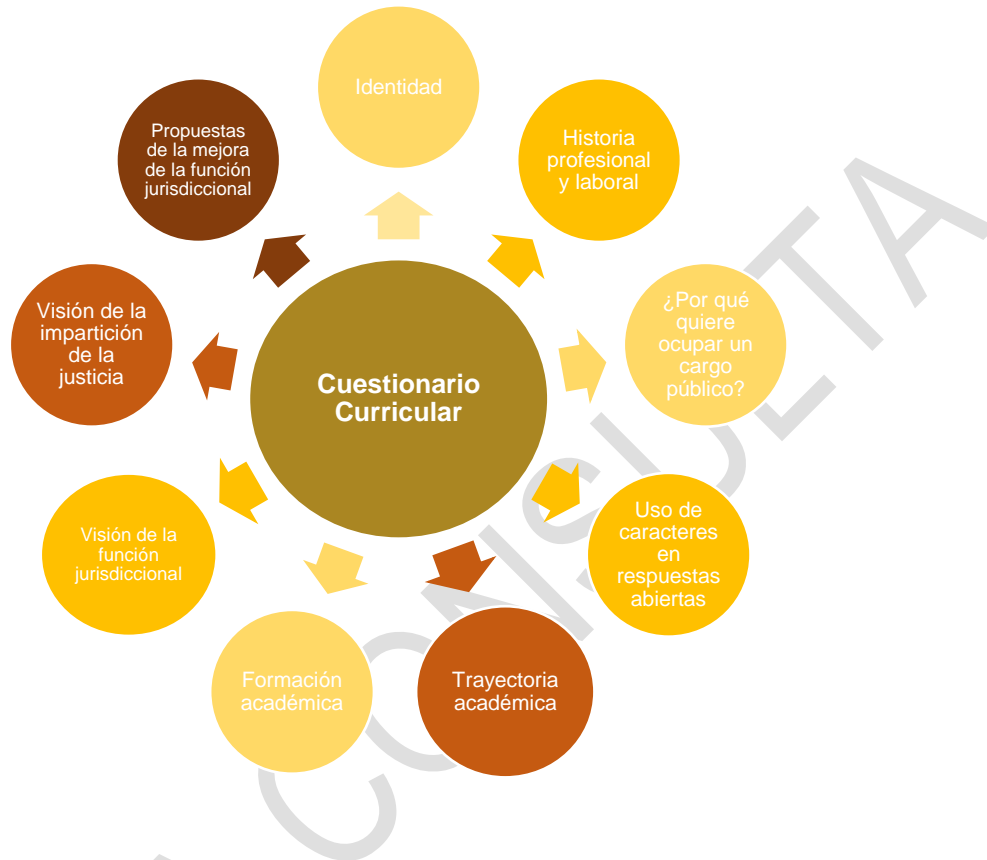 Identidad
Historia
profesional
y laboral
¿Por qué
quiere
ocupar un
cargo
público?
Uso de
caracteres
en
respuestas
abiertas
Trayectoria
académica
Formación
académica
Visión de la
función
jurisdiccional
Visión de la
impartición
de la
justicia
Propuestas
de la mejora
de la función
jurisdiccional
Cuestionario
Curricular
CONSULTA